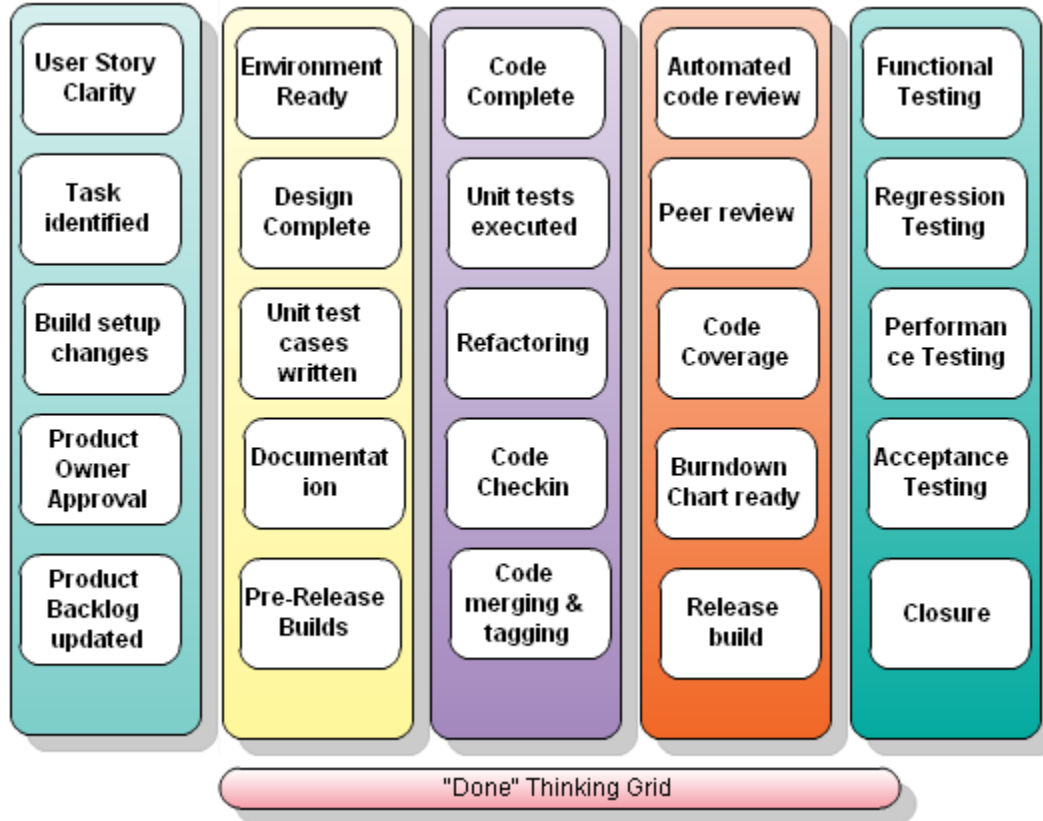 User Story
Clarity
Task
identified
Build setup
changes
Product
Owner
Approval
Product
Backlog
updated
Environment
Ready
Design
Complete
Unit test
cases
written
Documentat
ion
Pre-Release
Builds
Code
Complete
Unit tests
executed
Refactoring
Code
Checkin
Code
merging &
tagging
Automated
code review
Peer review
Code
Coverage
Burndown
Chart ready
Release
build
Functional
Testing
Regression
Testing
Performan
ce Testing
Acceptance
Testing
Closure
"Done" Thinking Grid